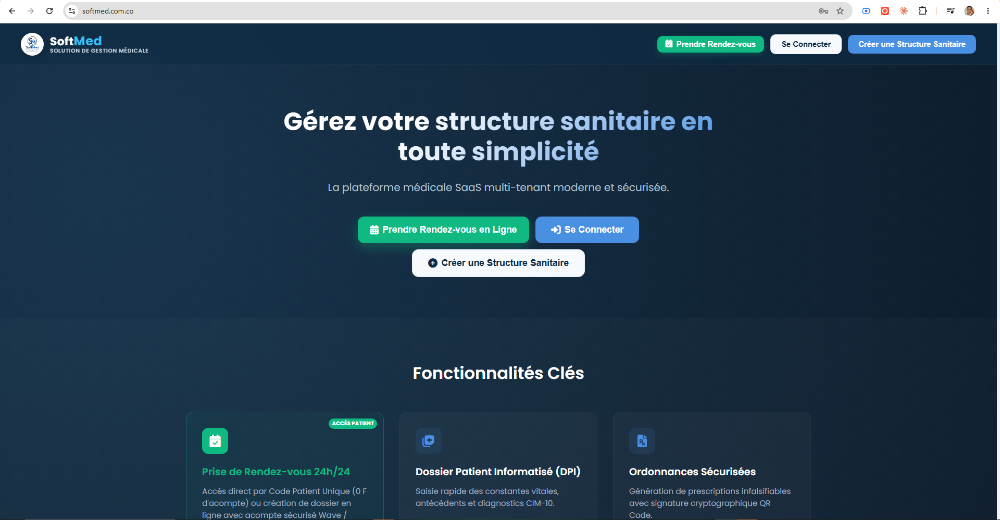 softmed.com.co
SoftMed
SoftMed
SOLUTION DE GESTION MÉDICALE
Prendre Rendez-vous
Se Connecter
Créer une Structure Sanitaire
Gérez votre structure sanitaire en
toute simplicité
La plateforme médicale SaaS multi-tenant moderne et sécurisée.
Prendre Rendez-vous en Ligne
Se Connecter
Créer une Structure Sanitaire
Fonctionnalités Clés
ACCÈS PATIENT
Prise de Rendez-vous 24h/24
Accès direct par Code Patient Unique (0 F
d'acompte) ou création de dossier en
ligne avec acompte sécurisé Wave /
Dossier Patient Informatisé (DPI)
Saisie rapide des constantes vitales,
antécédents et diagnostics CIM-10.
Ordonnances Sécurisées
Génération de prescriptions infalsifiables
avec signature cryptographique QR
Code.